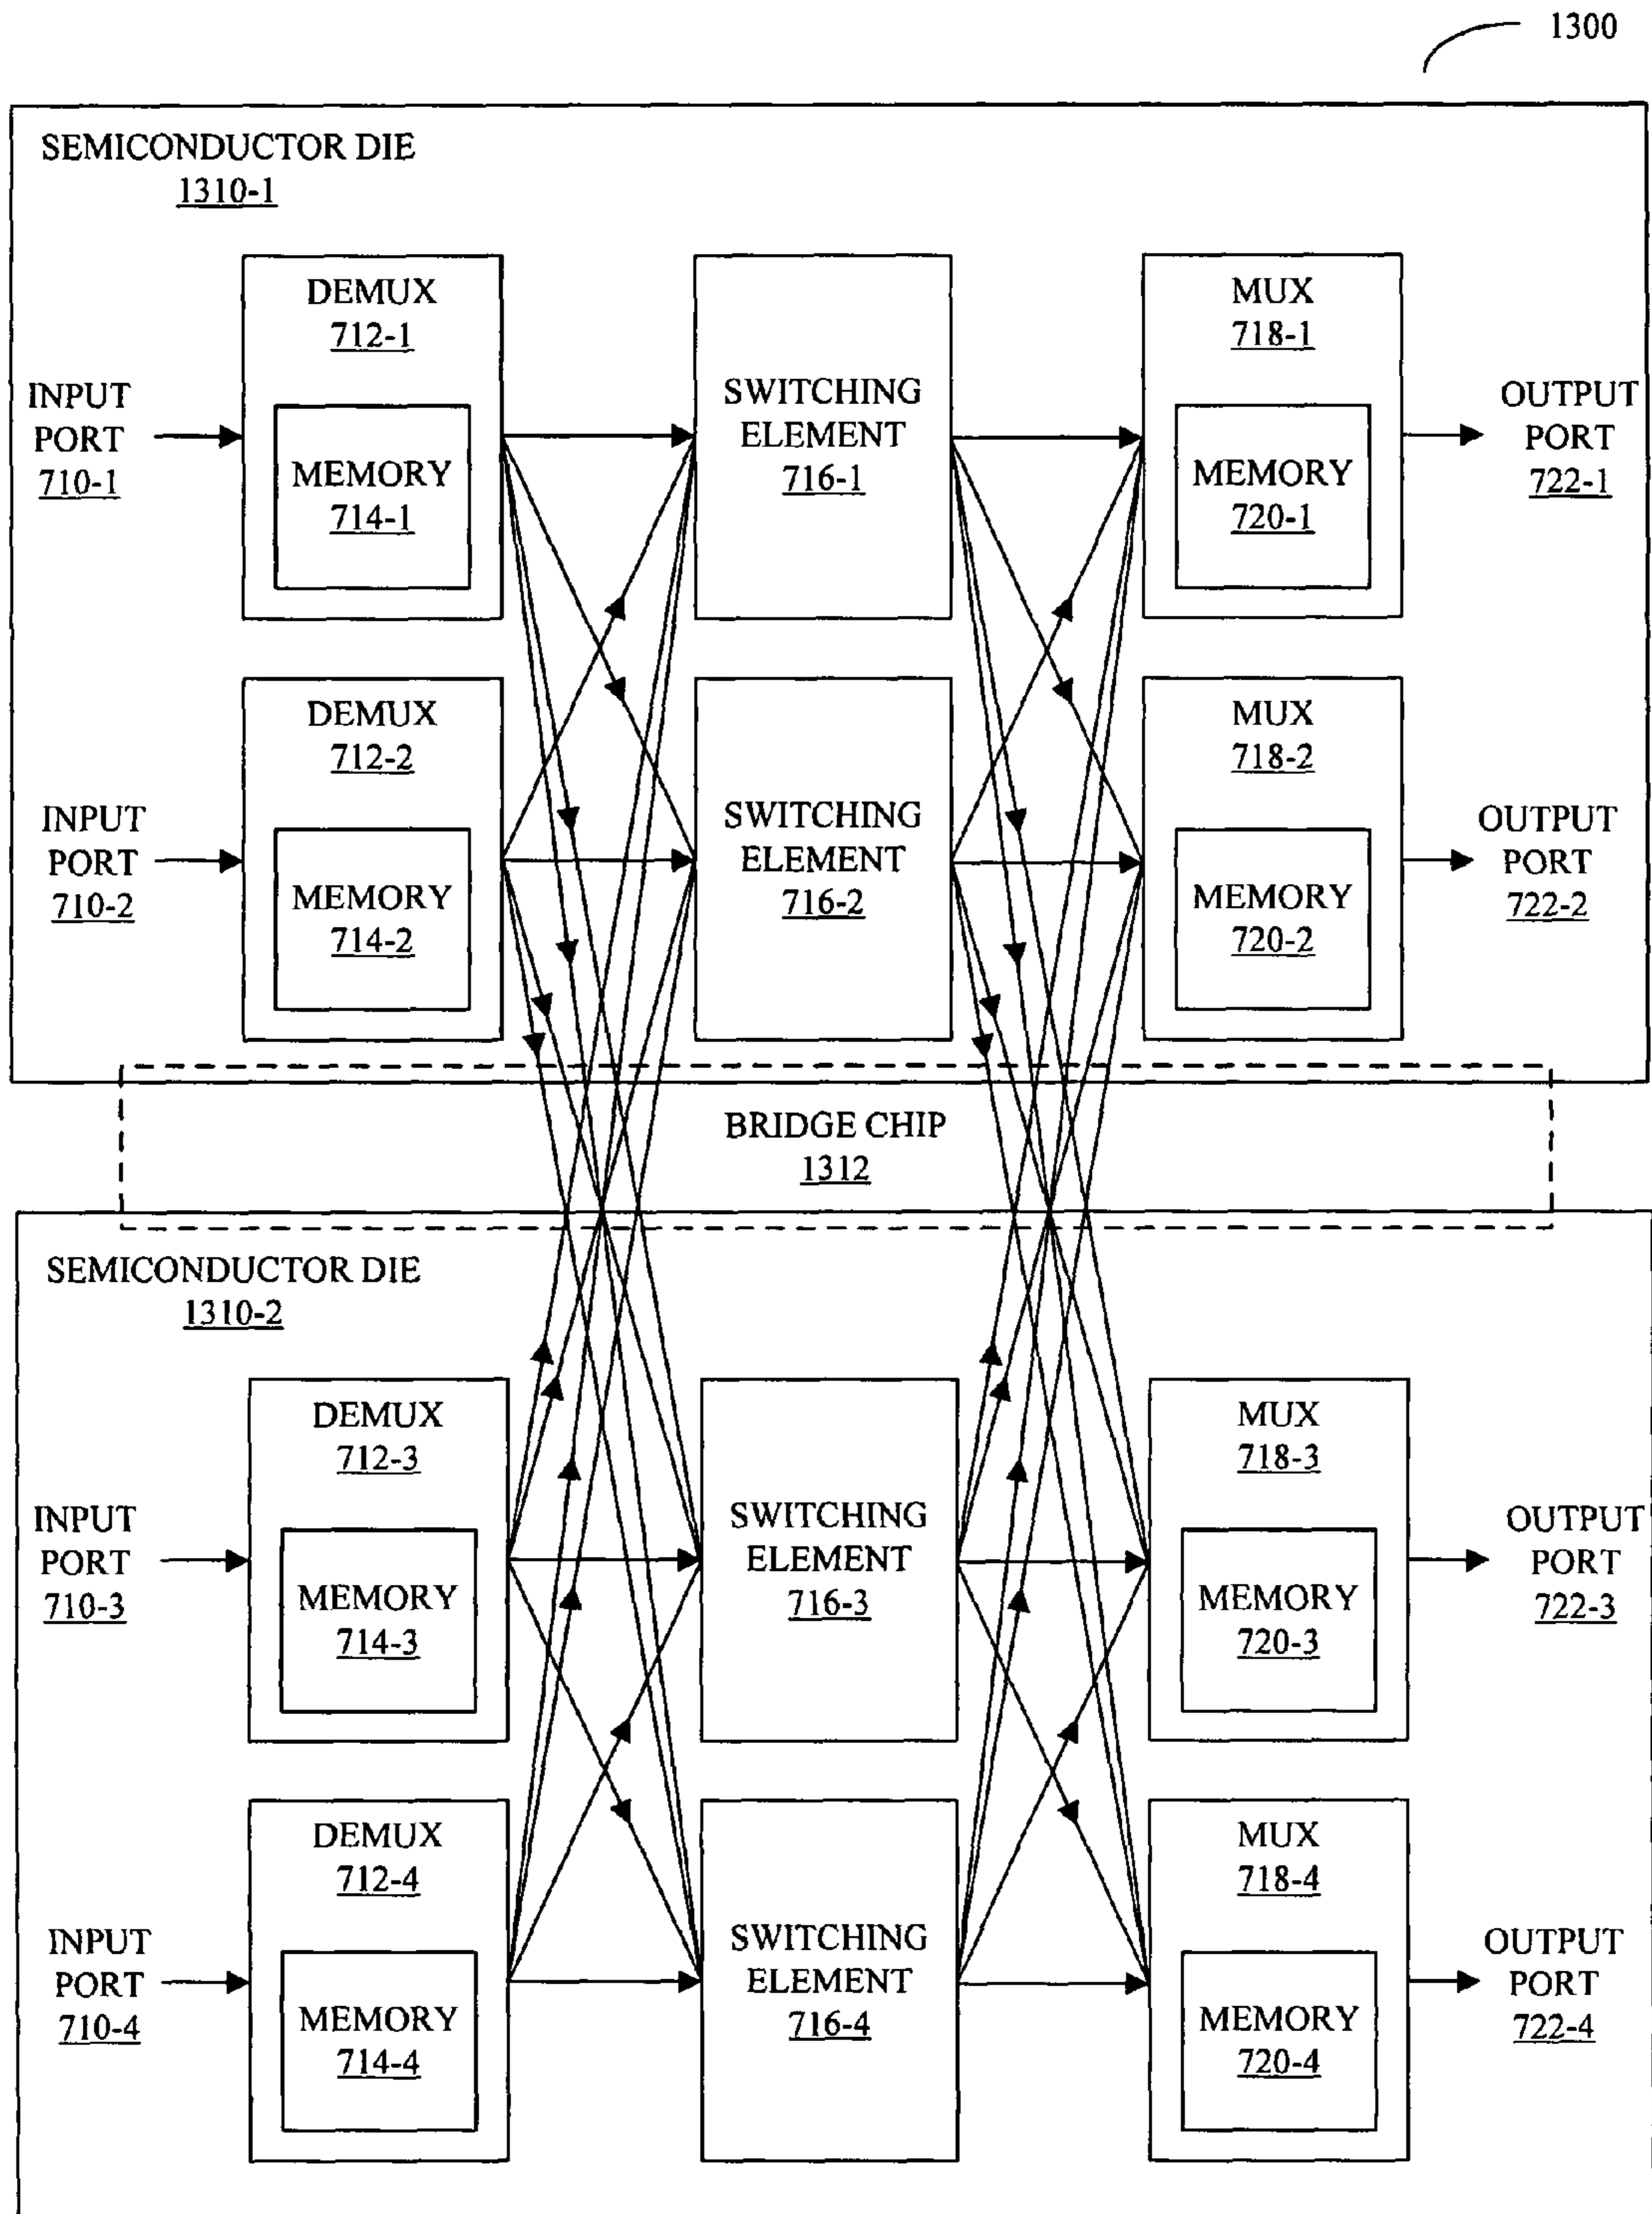 1300
SEMICONDUCTOR DIE
1310-1
DEMUX
712-1
MUX
718-1
INPUT
PORT
710-1
MEMORY
714-1
SWITCHING
ELEMENT
716-1
MEMORY
720-1
OUTPUT
PORT
722-1
DEMUX
712-2
MUX
718-2
INPUT
PORT
710-2
MEMORY
714-2
SWITCHING
ELEMENT
716-2
MEMORY
720-2
OUTPUT
PORT
722-2
BRIDGE CHIP
1312
SEMICONDUCTOR DIE
1310-2
DEMUX
712-3
MUX
718-3
INPUT
PORT
710-3
MEMORY
714-3
SWITCHING
ELEMENT
716-3
MEMORY
720-3
OUTPUT
PORT
722-3
DEMUX
712-4
MUX
718-4
INPUT
PORT
710-4
MEMORY
714-4
SWITCHING
ELEMENT
716-4
MEMORY
720-4
OUTPUT
PORT
722-4